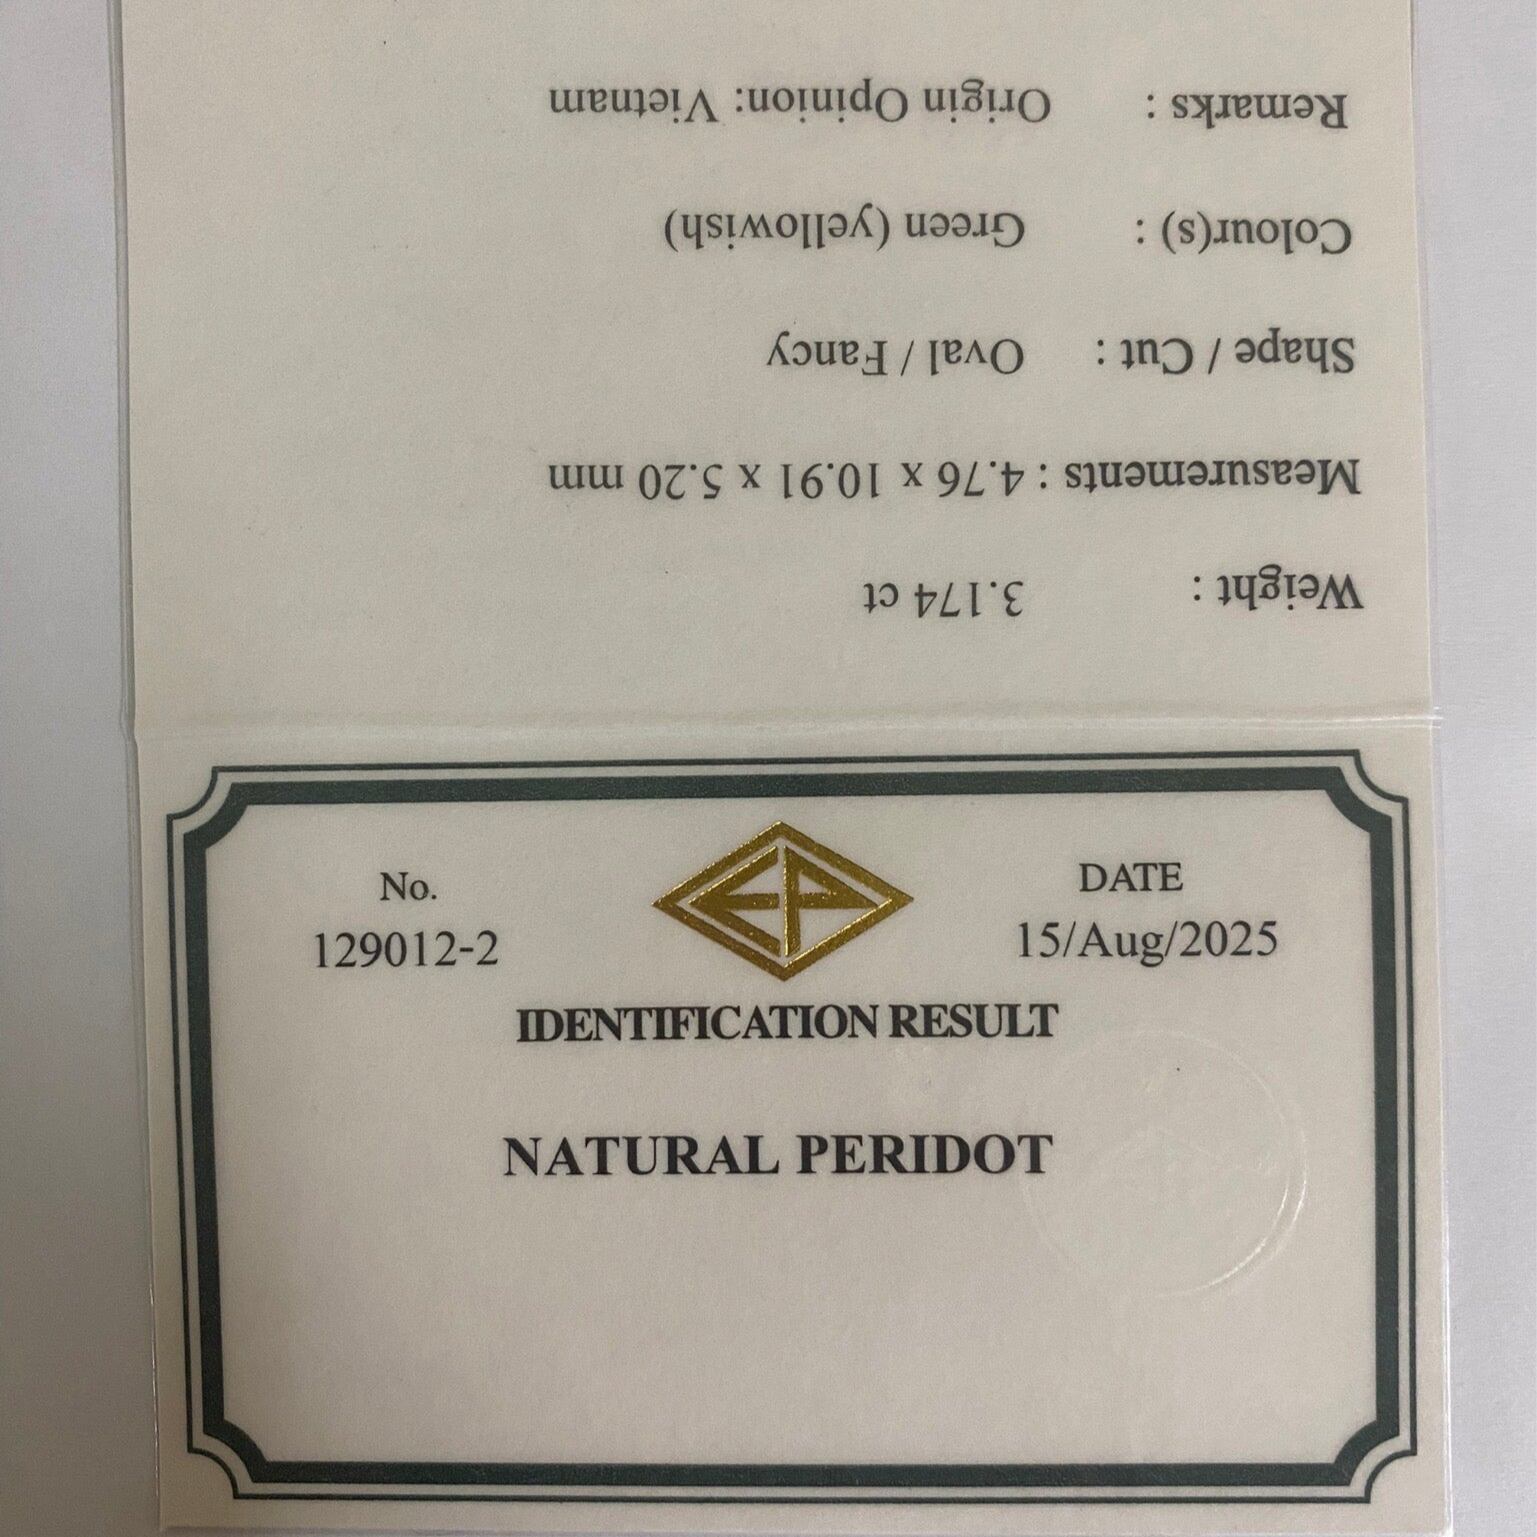 No.
129012-2
EP
DATE
15/Aug/2025
IDENTIFICATION RESULT
NATURAL PERIDOT
Weight : 3.174 ct
Measurements : 4.76 x 10.91 x 5.20 mm
Shape / Cut : Oval / Fancy
Colour(s) : Green (yellowish)
Remarks : Origin Opinion: Vietnam